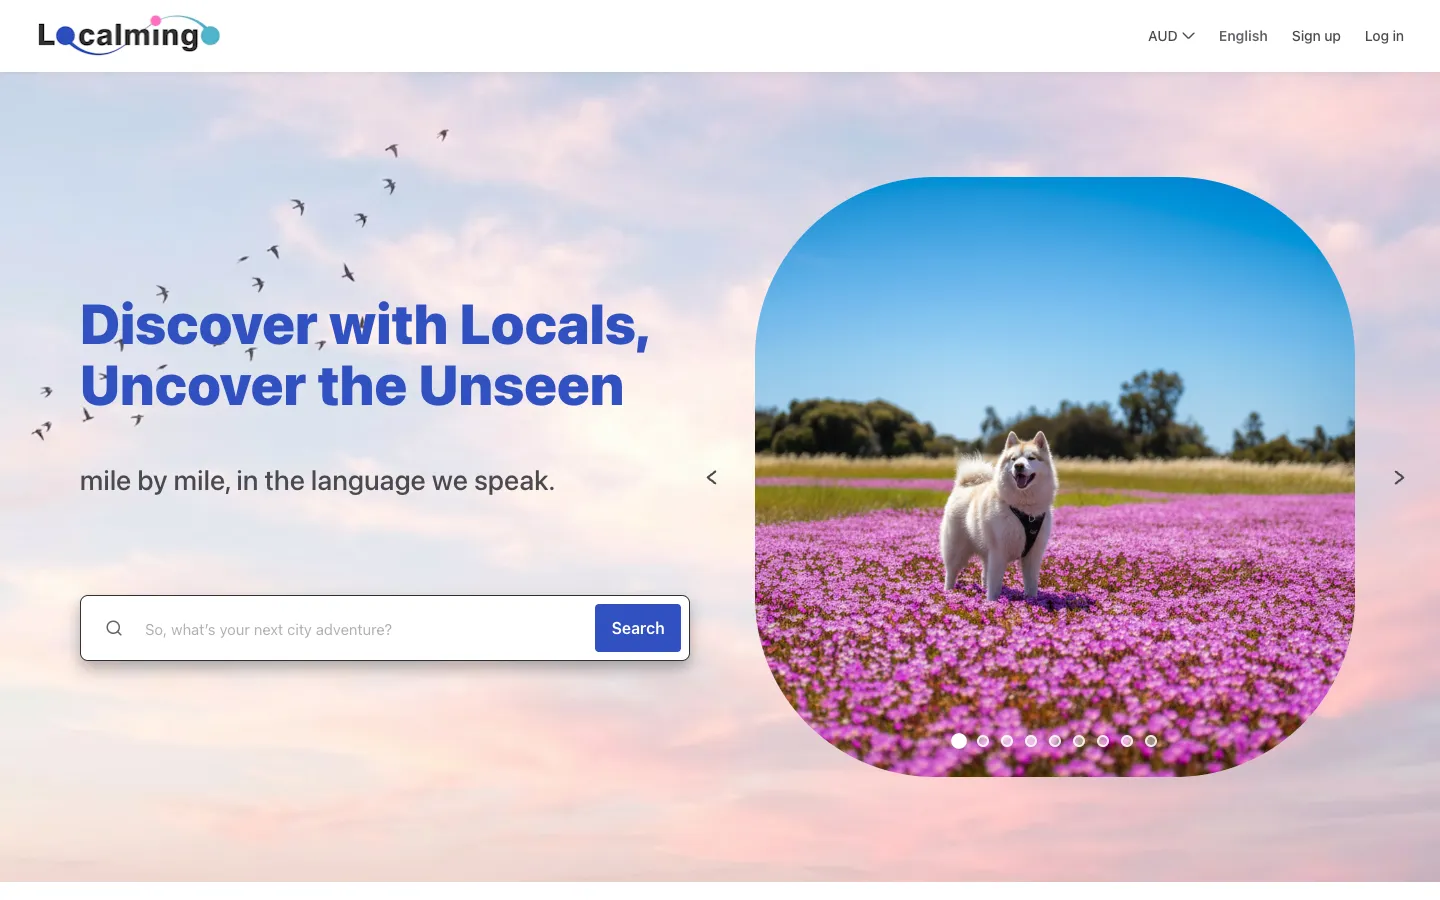 Localmingo
AUD
English
Sign up
Log in
Discover with Locals,
Uncover the Unseen
mile by mile, in the language we speak.
So, what's your next city adventure?
Search